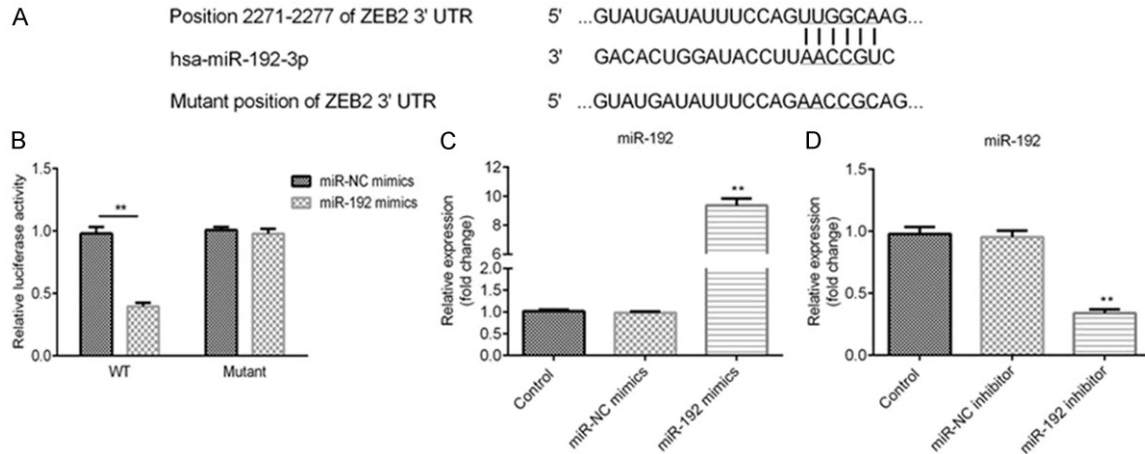 A
Position 2271-2277 of ZEB2 3' UTR 5' ...GUAUGAUAUUUCCAGUUGGCAAG...
hsa-miR-192-3p 3' GACACUGGAUACCUUAACCGUC
Mutant position of ZEB2 3' UTR 5' ...GUAUGAUAUUUCCAGAACCGCAG...
B
Relative luciferase activity
1.5
1.0
0.5
0.0
**
miR-NC mimics
miR-192 mimics
WT Mutant
C
miR-192
Relative expression
(fold change)
12
10
8
6
2.0
1.5
1.0
0.5
0.0
**
Control
miR-NC mimics
miR-192 mimics
D
miR-192
Relative expression
(fold change)
1.5
1.0
0.5
0.0
**
Control
miR-NC inhibitor
miR-192 inhibitor